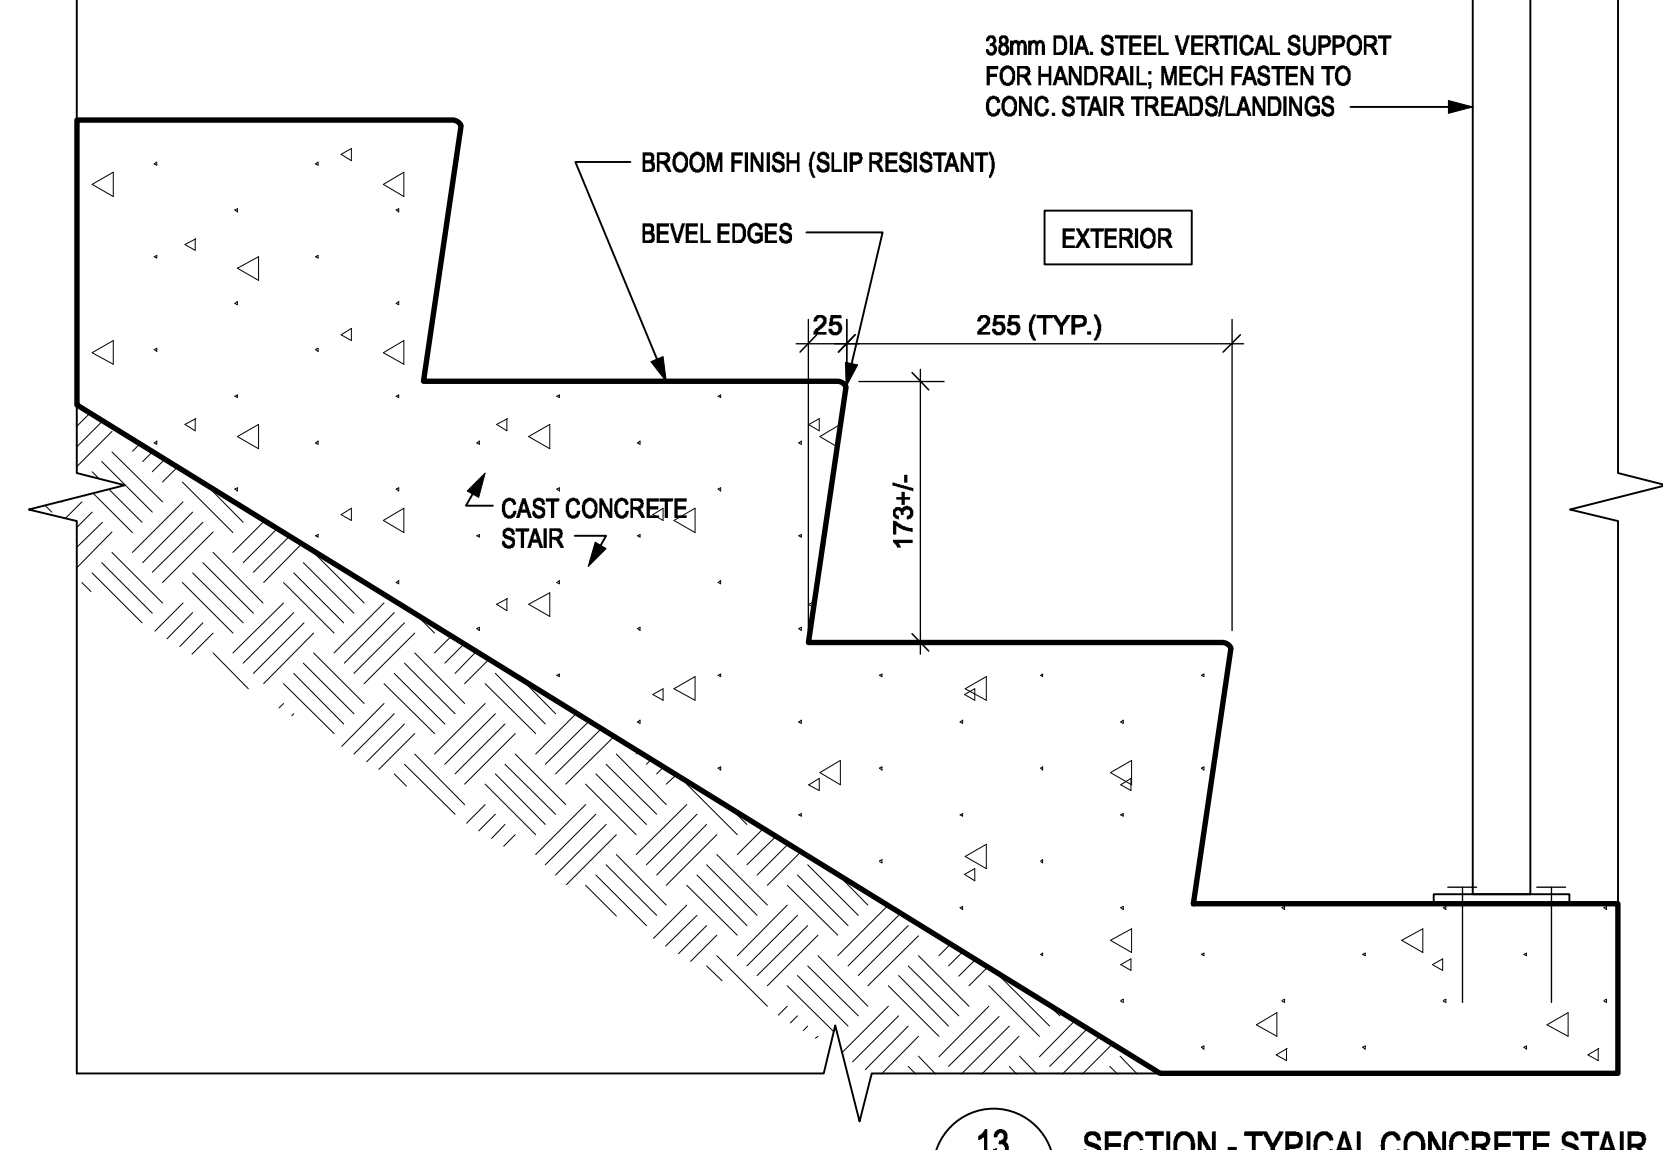 38mm DIA. STEEL VERTICAL SUPPORT
FOR HANDRAIL; MECH FASTEN TO
CONC. STAIR TREADS/LANDINGS
BROOM FINISH (SLIP RESISTANT)
BEVEL EDGES
EXTERIOR
25
255 (TYP.)
173+/-
CAST CONCRETE
STAIR
13
SECTION - TYPICAL CONCRETE STAIR